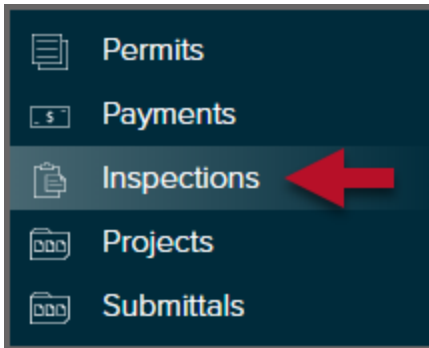 Permits
$
Payments
Inspections
Projects
Submittals